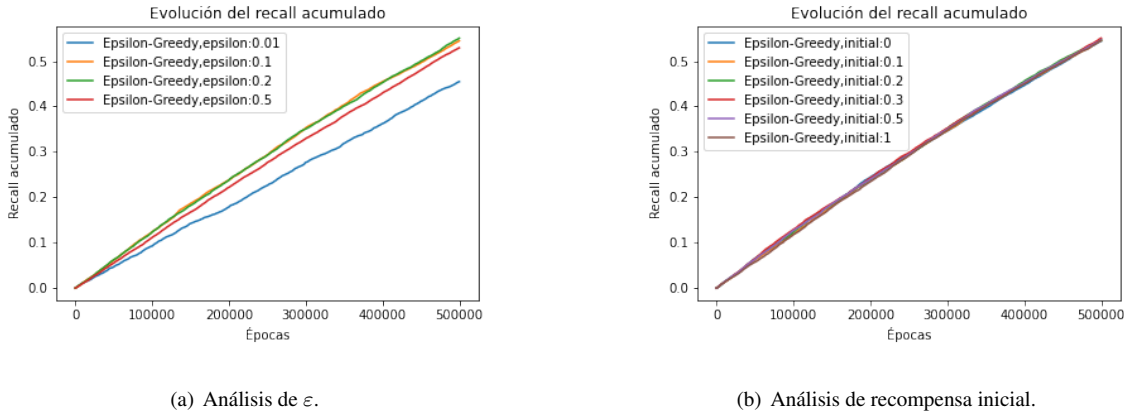 Evolución del recall acumulado
Epsilon-Greedy,epsilon:0.01
Epsilon-Greedy,epsilon:0.1
Epsilon-Greedy,epsilon:0.2
Epsilon-Greedy,epsilon:0.5
Recall acumulado
0.5
0.4
0.3
0.2
0.1
0.0
0 100000 200000 300000 400000 500000
Épocas
(a) Análisis de ε.
Evolución del recall acumulado
Epsilon-Greedy,initial:0
Epsilon-Greedy,initial:0.1
Epsilon-Greedy,initial:0.2
Epsilon-Greedy,initial:0.3
Epsilon-Greedy,initial:0.5
Epsilon-Greedy,initial:1
Recall acumulado
0.5
0.4
0.3
0.2
0.1
0.0
0 100000 200000 300000 400000 500000
Épocas
(b) Análisis de recompensa inicial.